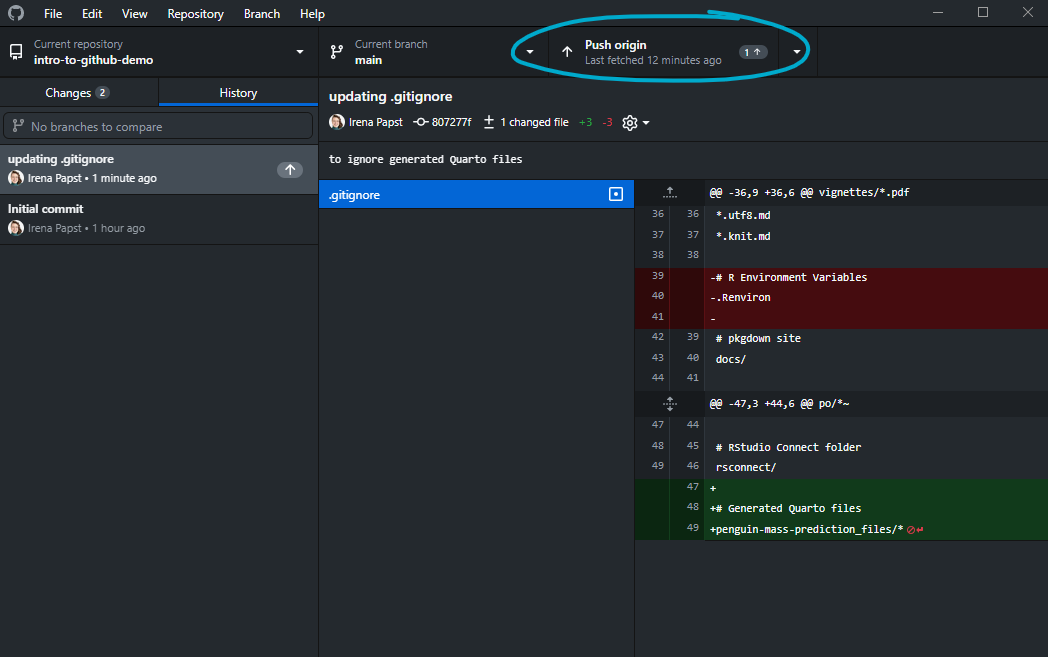 File Edit View Repository Branch Help
Current repository
intro-to-github-demo
Current branch
main
Push origin
Last fetched 12 minutes ago
1
Changes 2
History
No branches to compare
updating .gitignore
Irena Papst • 1 minute ago
Initial commit
Irena Papst • 1 hour ago
updating .gitignore
Irena Papst 807277f 1 changed file +3 -3
to ignore generated Quarto files
.gitignore
@@ -36,9 +36,6 @@ vignettes/*.pdf
36 36 *.utf8.md
37 37 *.knit.md
38 38
39 -# R Environment Variables
40 -.Renviron
41 -
42 39 # pkgdown site
43 40 docs/
44 41
@@ -47,3 +44,6 @@ po/*~
47 44
48 45 # RStudio Connect folder
49 46 rsconnect/
47 +
48 +# Generated Quarto files
49 +penguin-mass-prediction_files/*